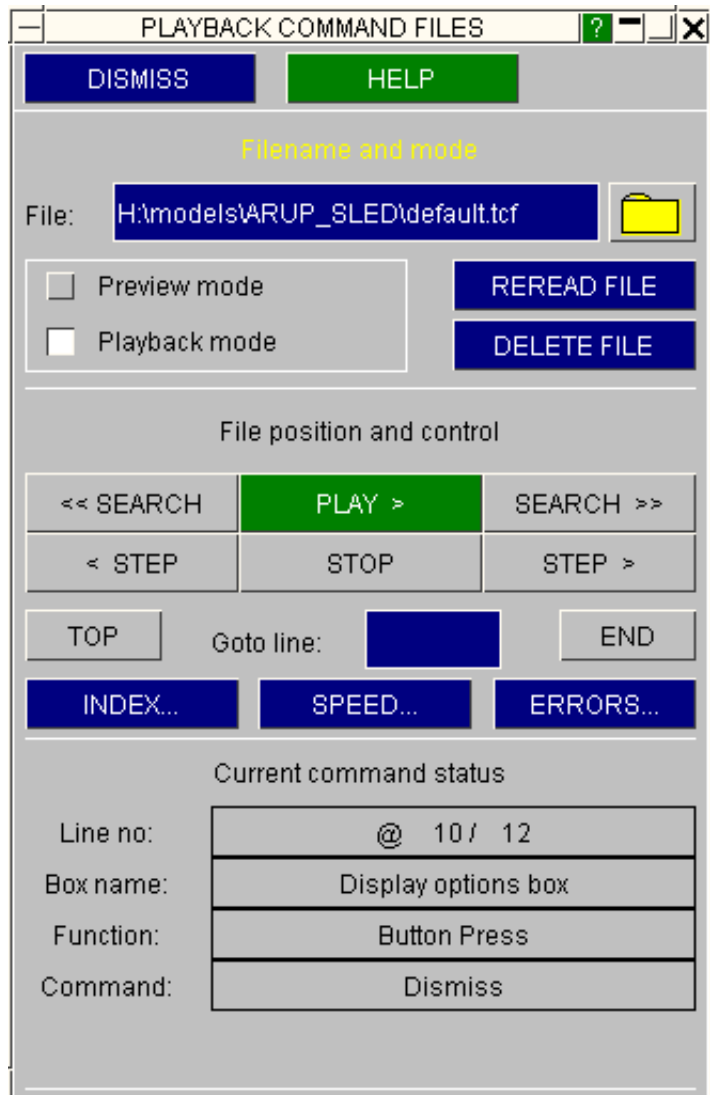 PLAYBACK COMMAND FILES ?
DISMISS HELP
Filename and mode
File: H:\models\ARUP_SLED\default.tcf
Preview mode REREAD FILE
Playback mode DELETE FILE
File position and control
<< SEARCH PLAY > SEARCH >>
< STEP STOP STEP >
TOP Goto line: END
INDEX... SPEED... ERRORS...
Current command status
Line no: @ 10 / 12
Box name: Display options box
Function: Button Press
Command: Dismiss